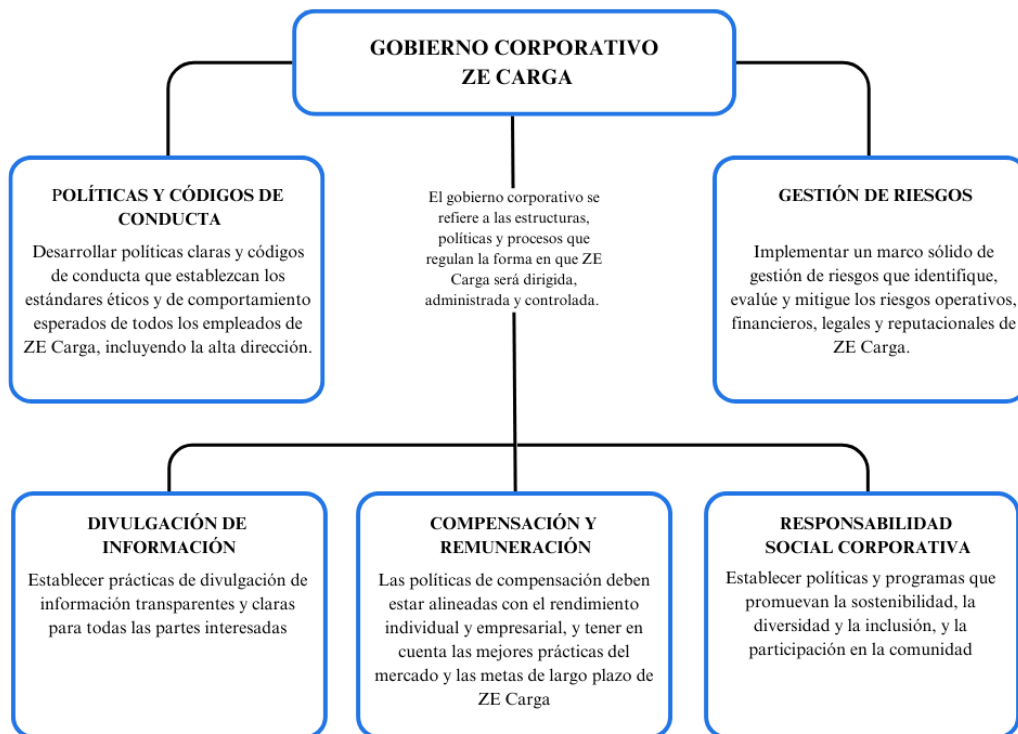 GOBIERNO CORPORATIVO
ZE CARGA
POLÍTICAS Y CÓDIGOS DE
CONDUCTA
Desarrollar políticas claras y códigos
de conducta que establezcan los
estándares éticos y de comportamiento
esperados de todos los empleados de
ZE Carga, incluyendo la alta dirección.
El gobierno corporativo se
refiere a las estructuras,
políticas y procesos que
regulan la forma en que ZE
Carga será dirigida,
administrada y controlada.
GESTIÓN DE RIESGOS
Implementar un marco sólido de
gestión de riesgos que identifique,
evalúe y mitigue los riesgos operativos,
financieros, legales y reputacionales de
ZE Carga.
DIVULGACIÓN DE
INFORMACIÓN
Establecer prácticas de divulgación de
información transparentes y claras
para todas las partes interesadas
COMPENSACIÓN Y
REMUNERACIÓN
Las políticas de compensación deben
estar alineadas con el rendimiento
individual y empresarial, y tener en
cuenta las mejores prácticas del
mercado y las metas de largo plazo de
ZE Carga
RESPONSABILIDAD
SOCIAL CORPORATIVA
Establecer políticas y programas que
promuevan la sostenibilidad, la
diversidad y la inclusión, y la
participación en la comunidad